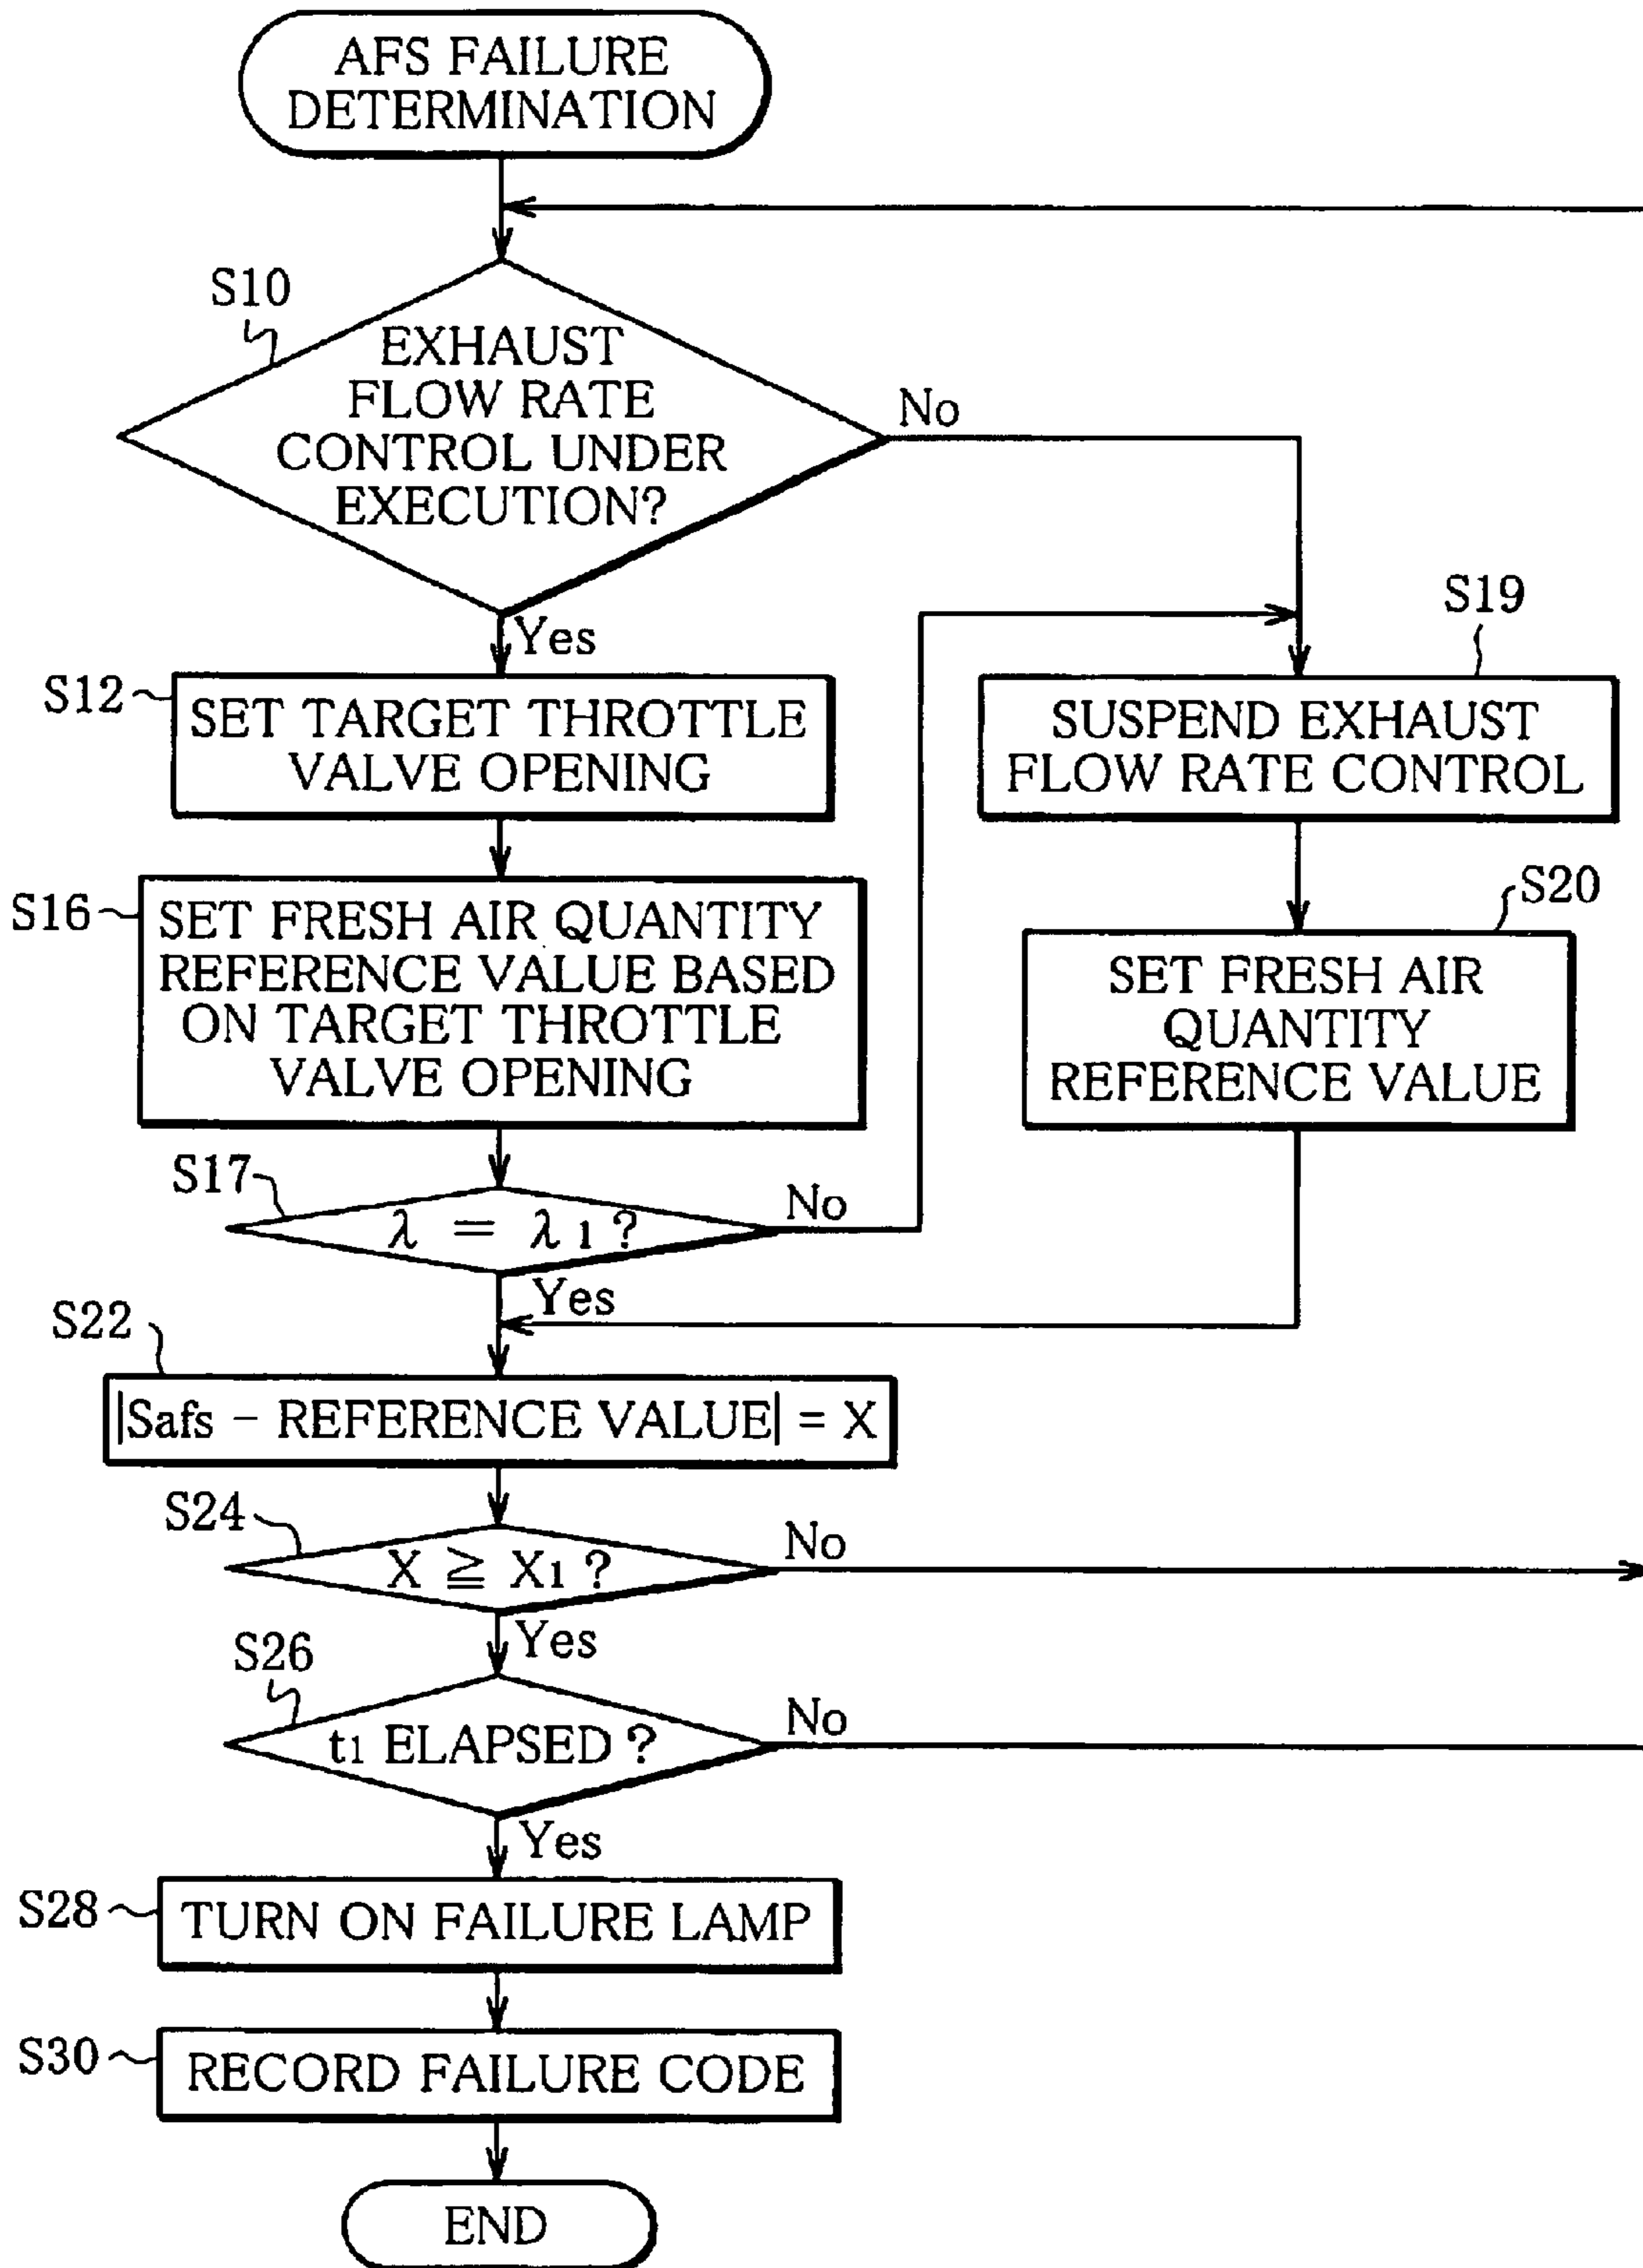 AFS FAILURE
DETERMINATION
S10
EXHAUST
FLOW RATE
CONTROL UNDER
EXECUTION?
No
Yes
S12
SET TARGET THROTTLE
VALVE OPENING
S19
SUSPEND EXHAUST
FLOW RATE CONTROL
S16
SET FRESH AIR QUANTITY
REFERENCE VALUE BASED
ON TARGET THROTTLE
VALVE OPENING
S20
SET FRESH AIR
QUANTITY
REFERENCE VALUE
S17
λ = λ1?
No
Yes
S22
|Safs – REFERENCE VALUE| = X
S24
X ≧ X1?
No
Yes
S26
t1 ELAPSED?
No
Yes
S28
TURN ON FAILURE LAMP
S30
RECORD FAILURE CODE
END